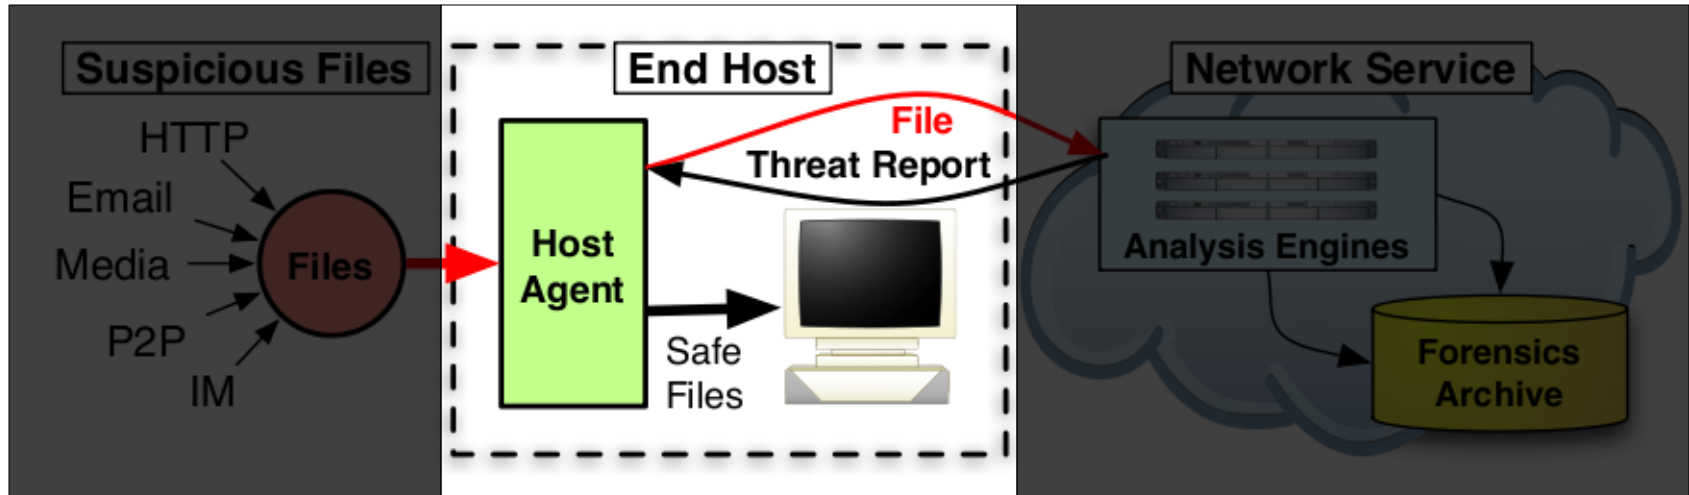 Suspicious Files
HTTP
Email
Media
P2P
IM
Files
End Host
Host
Agent
File
Threat Report
Safe
Files
Network Service
Analysis Engines
Forensics
Archive